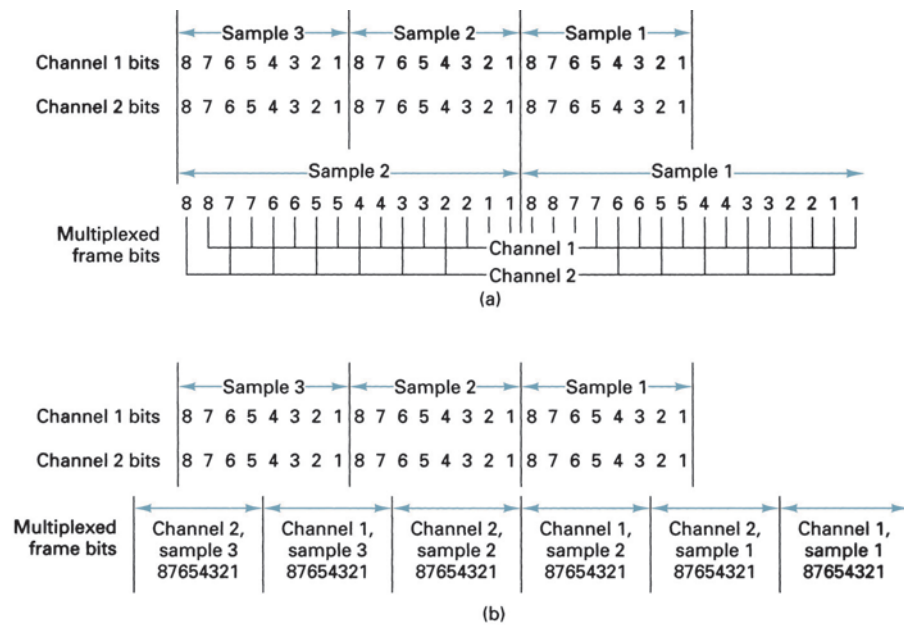 Sample 3 Sample 2 Sample 1
Channel 1 bits 8 7 6 5 4 3 2 1 8 7 6 5 4 3 2 1 8 7 6 5 4 3 2 1
Channel 2 bits 8 7 6 5 4 3 2 1 8 7 6 5 4 3 2 1 8 7 6 5 4 3 2 1
Sample 2 Sample 1
8 8 7 7 6 6 5 5 4 4 3 3 2 2 1 1 8 8 7 7 6 6 5 5 4 4 3 3 2 2 1 1
Multiplexed
frame bits
Channel 1
Channel 2
(a)
Sample 3 Sample 2 Sample 1
Channel 1 bits 8 7 6 5 4 3 2 1 8 7 6 5 4 3 2 1 8 7 6 5 4 3 2 1
Channel 2 bits 8 7 6 5 4 3 2 1 8 7 6 5 4 3 2 1 8 7 6 5 4 3 2 1
Multiplexed Channel 2, Channel 1, Channel 2, Channel 1, Channel 2, Channel 1,
frame bits sample 3 sample 3 sample 2 sample 2 sample 1 sample 1
87654321 87654321 87654321 87654321 87654321 87654321
(b)